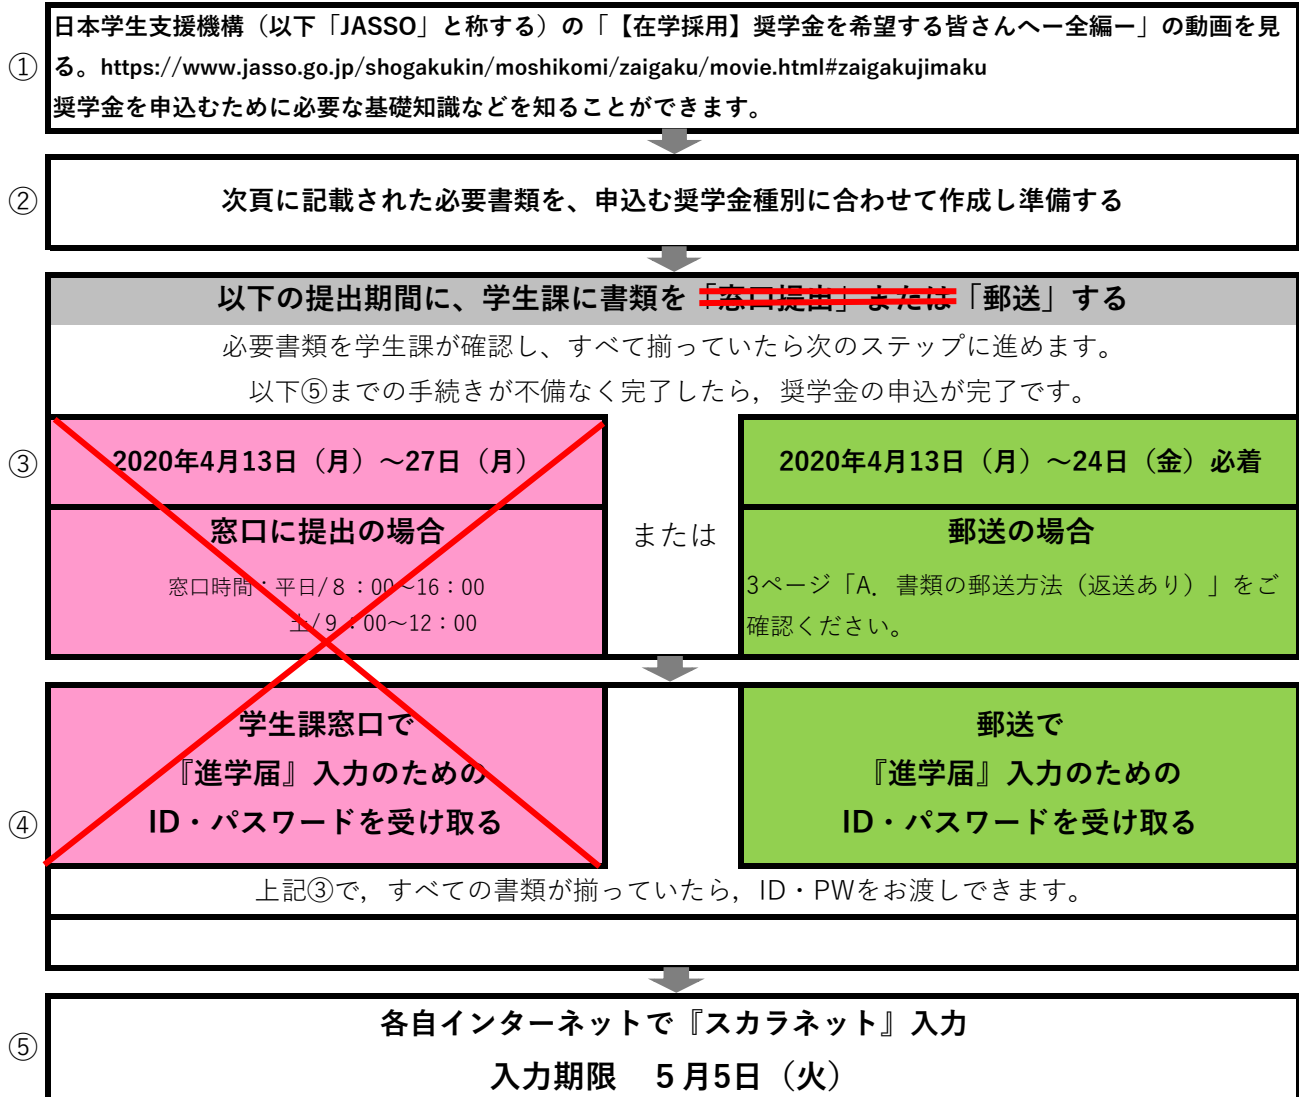 日本学生支援機構（以下「JASSO」と称する）の「【在学採用】奨学金を希望する皆さんへー全編ー」の動画を見
① る。https://www.jasso.go.jp/shogakukin/moshikomi/zaigaku/movie.html#zaigakujimaku
奨学金を申込むために必要な基礎知識などを知ることができます。
② 次頁に記載された必要書類を、申込む奨学金種別に合わせて作成し準備する
以下の提出期間に、学生課に書類を「窓口提出」または「郵送」する
必要書類を学生課が確認し、すべて揃っていたら次のステップに進めます。
以下⑤までの手続きが不備なく完了したら，奨学金の申込が完了です。
③
2020年4月13日（月）～27日（月）
窓口に提出の場合
窓口時間：平日/８：00～16：00
土/９：00～12：00
または
2020年4月13日（月）～24日（金）必着
郵送の場合
3ページ「A．書類の郵送方法（返送あり）」をご
確認ください。
④
学生課窓口で
『進学届』入力のための
ID・パスワードを受け取る
郵送で
『進学届』入力のための
ID・パスワードを受け取る
上記③で，すべての書類が揃っていたら，ID・PWをお渡しできます。
⑤
各自インターネットで『スカラネット』入力
入力期限　５月5日（火）